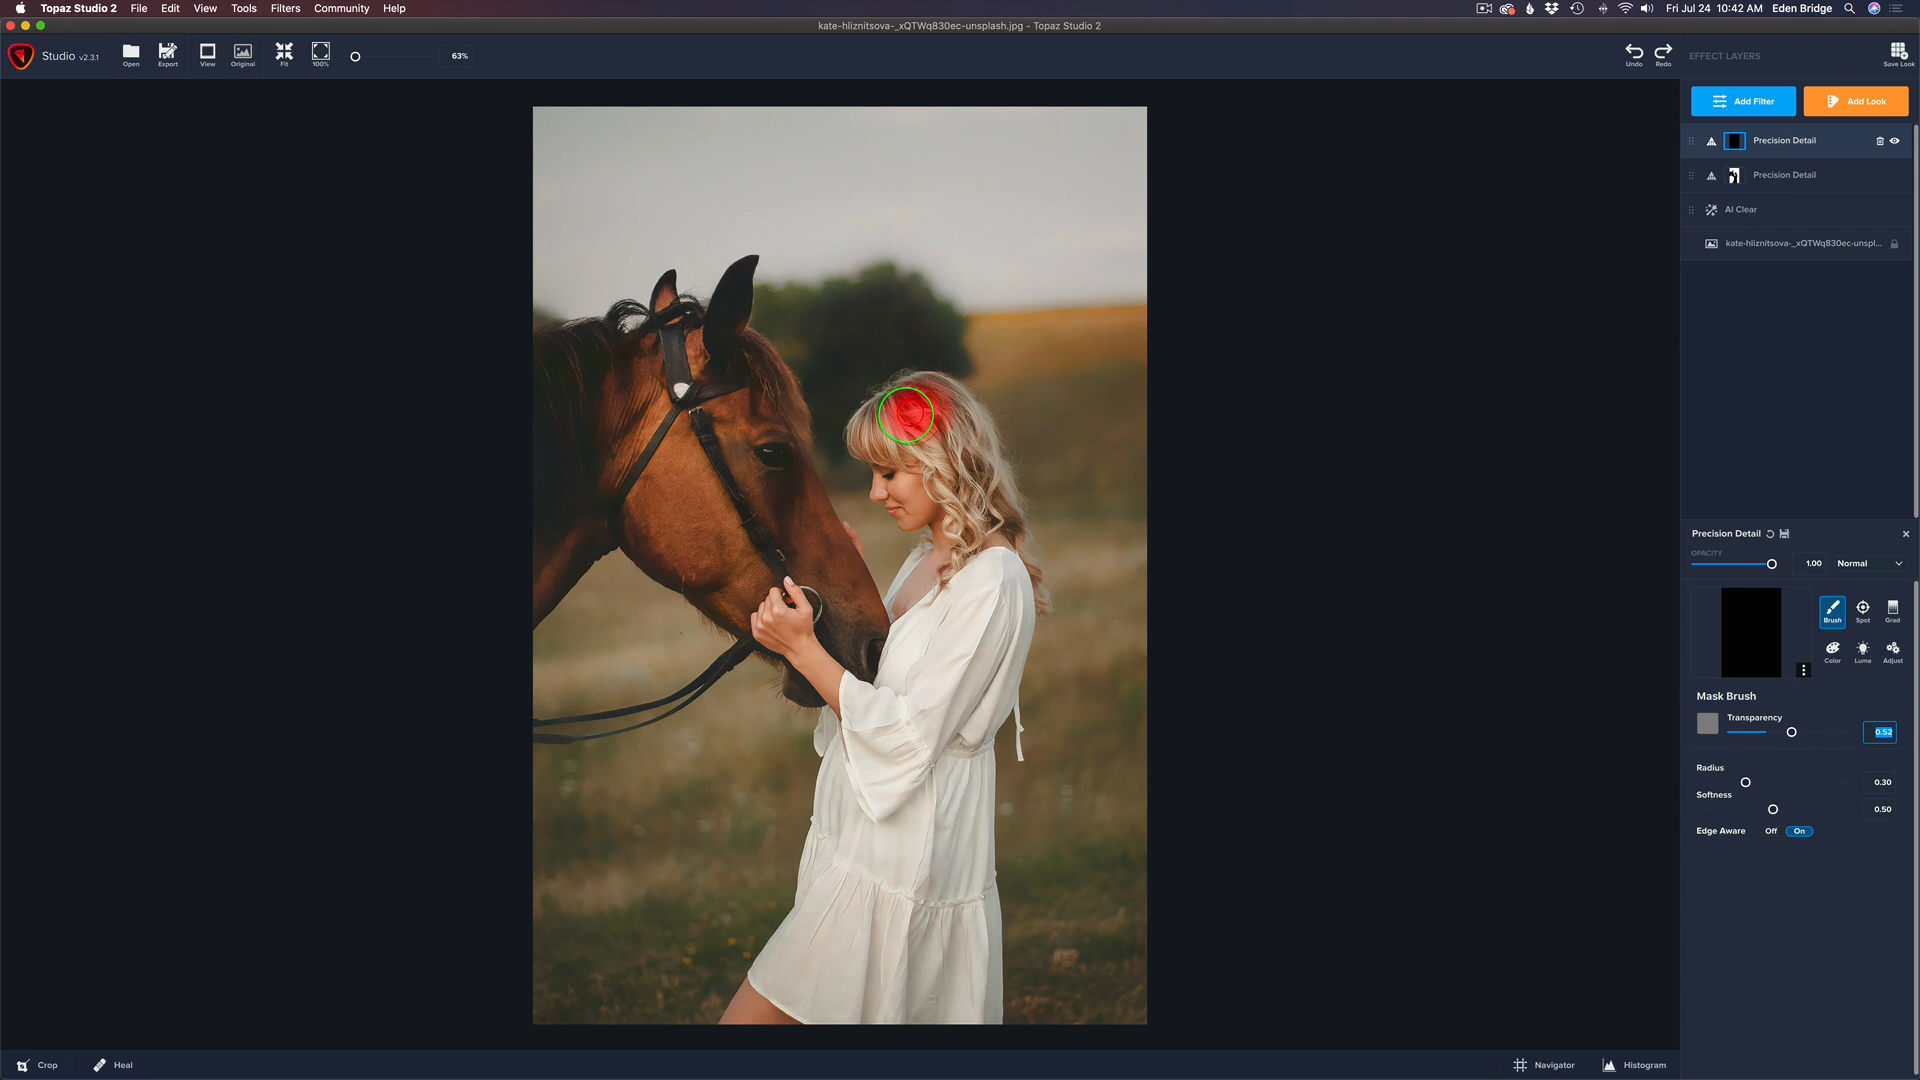 Topaz Studio 2 File Edit View Tools Filters Community Help
Fri Jul 24 10:42 AM Eden Bridge
kate-hliznitsova-_xQTWq830ec-unsplash.jpg - Topaz Studio 2
Studio v2.3.1
Open
Export
View
Original
Fit
100%
63%
Undo
Redo
EFFECT LAYERS
Save Look
Add Filter
Add Look
Precision Detail
Precision Detail
AI Clear
kate-hliznitsova-_xQTWq830ec-unspl...
Precision Detail
OPACITY
1.00
Normal
Brush
Spot
Grad
Color
Luma
Adjust
Mask Brush
Transparency
0.52
Radius
0.30
Softness
0.50
Edge Aware Off On
Crop
Heal
Navigator
Histogram